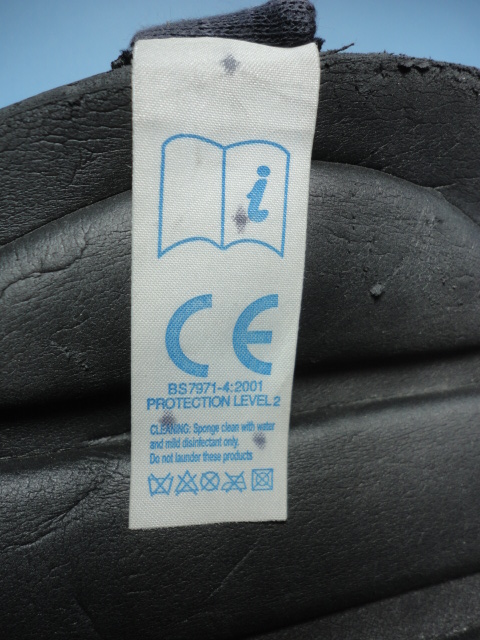 i
CE
BS7971-4:2001
PROTECTION LEVEL 2
CLEANING: Sponge clean with water
and mild disinfectant only.
Do not launder these products